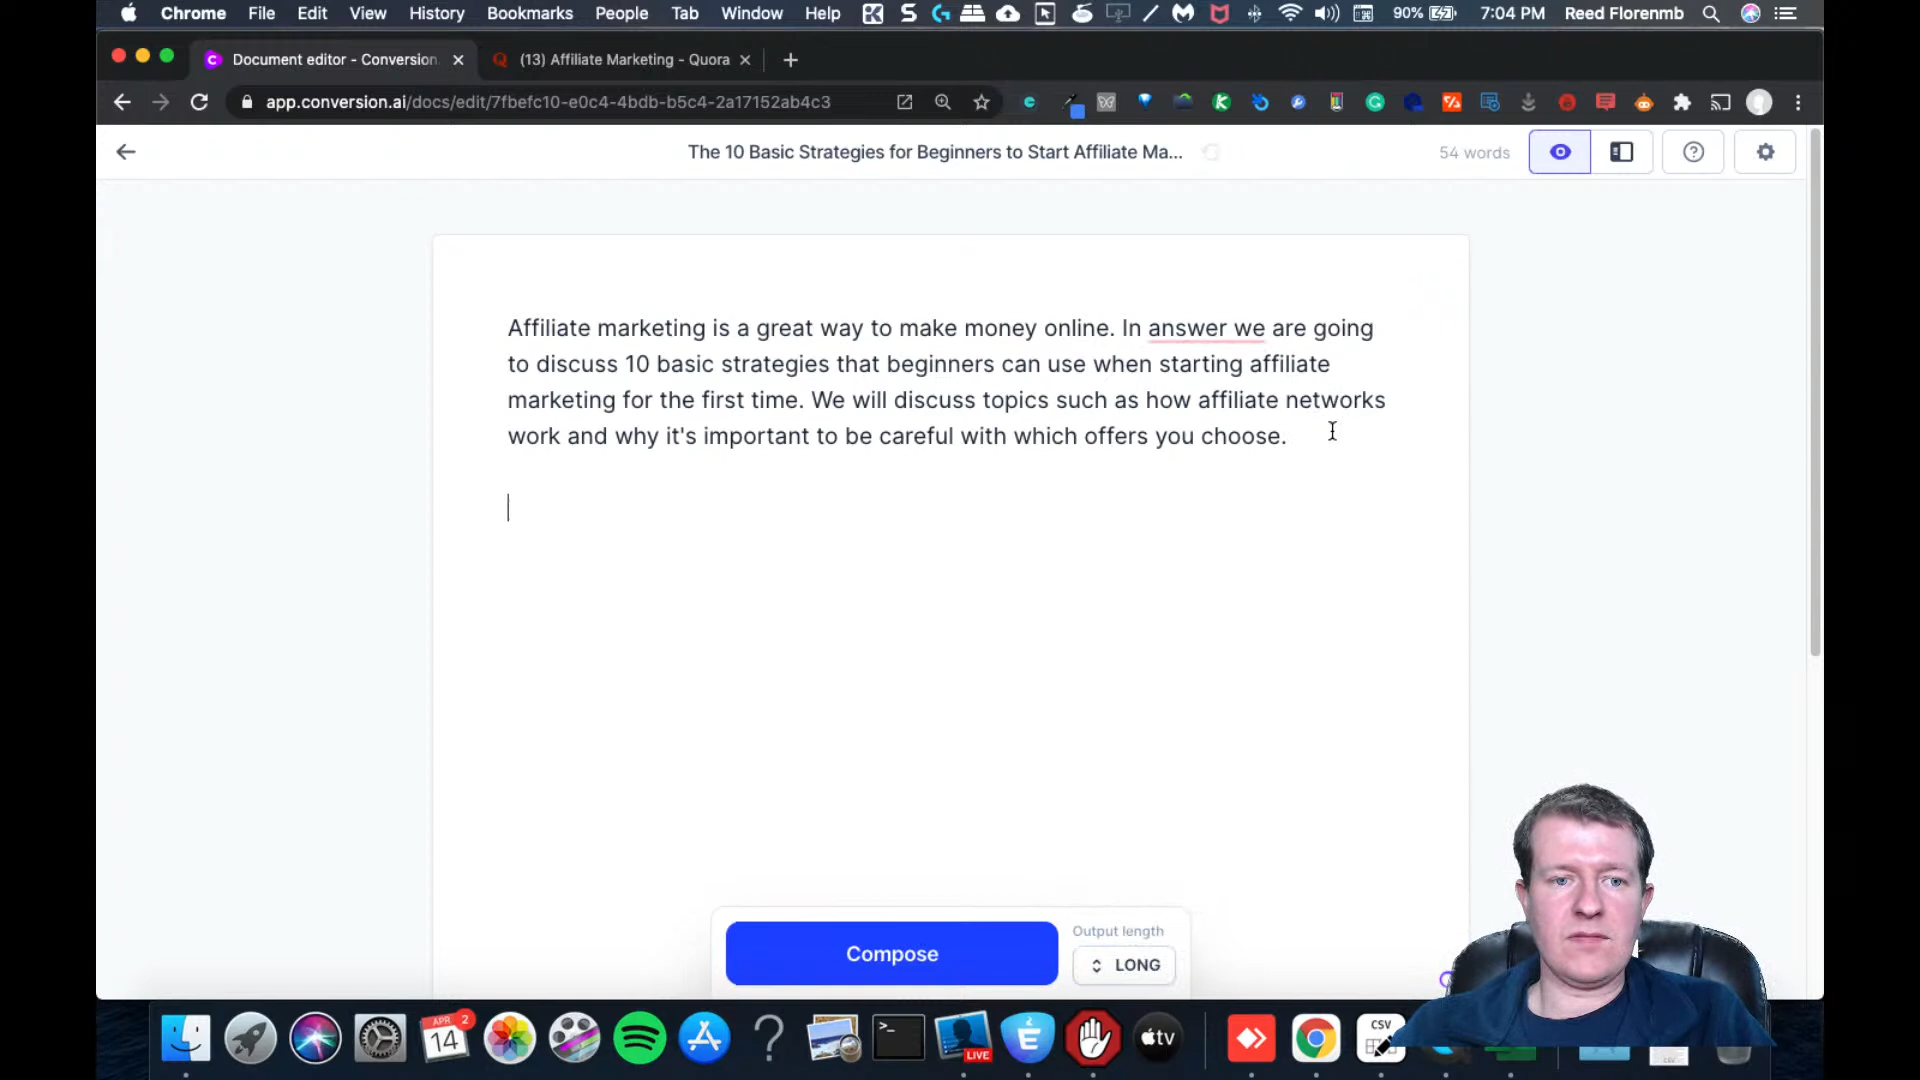 Chrome File Edit View History Bookmarks People Tab Window Help 90% 7:04 PM Reed Florenmb
Document editor - Conversion. (13) Affiliate Marketing - Quora
app.conversion.ai/docs/edit/7fbefc10-e0c4-4bdb-b5c4-2a17152ab4c3
The 10 Basic Strategies for Beginners to Start Affiliate Ma... 54 words
Affiliate marketing is a great way to make money online. In answer we are going
to discuss 10 basic strategies that beginners can use when starting affiliate
marketing for the first time. We will discuss topics such as how affiliate networks
work and why it's important to be careful with which offers you choose.
Output length
Compose
LONG
APR
2
14
LIVE
tv
CSV